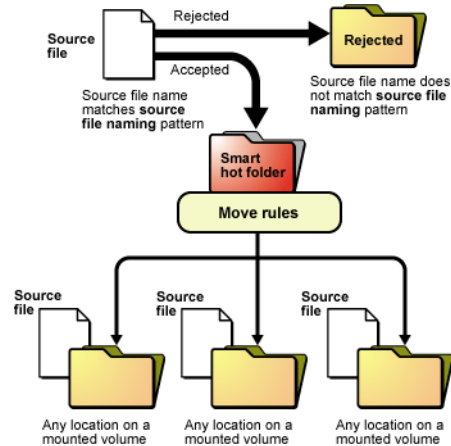 Source
file
Rejected
Accepted
Rejected
Source file name
matches source
file naming pattern
Source file name does
not match source file
naming pattern
Smart
hot folder
Move rules
Source
file
Source
file
Source
file
Any location on a
mounted volume
Any location on a
mounted volume
Any location on a
mounted volume